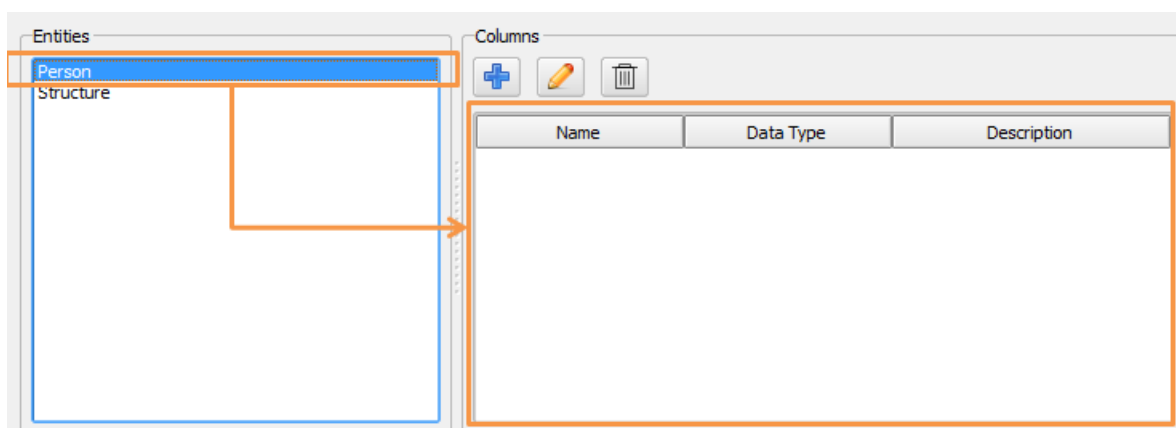 Entities
Person
Structure
Columns
Name Data Type Description